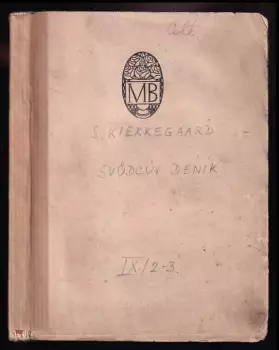 MB
S. KIERKEGAARD
SVŮDCŮV DENÍK
IX/2-3